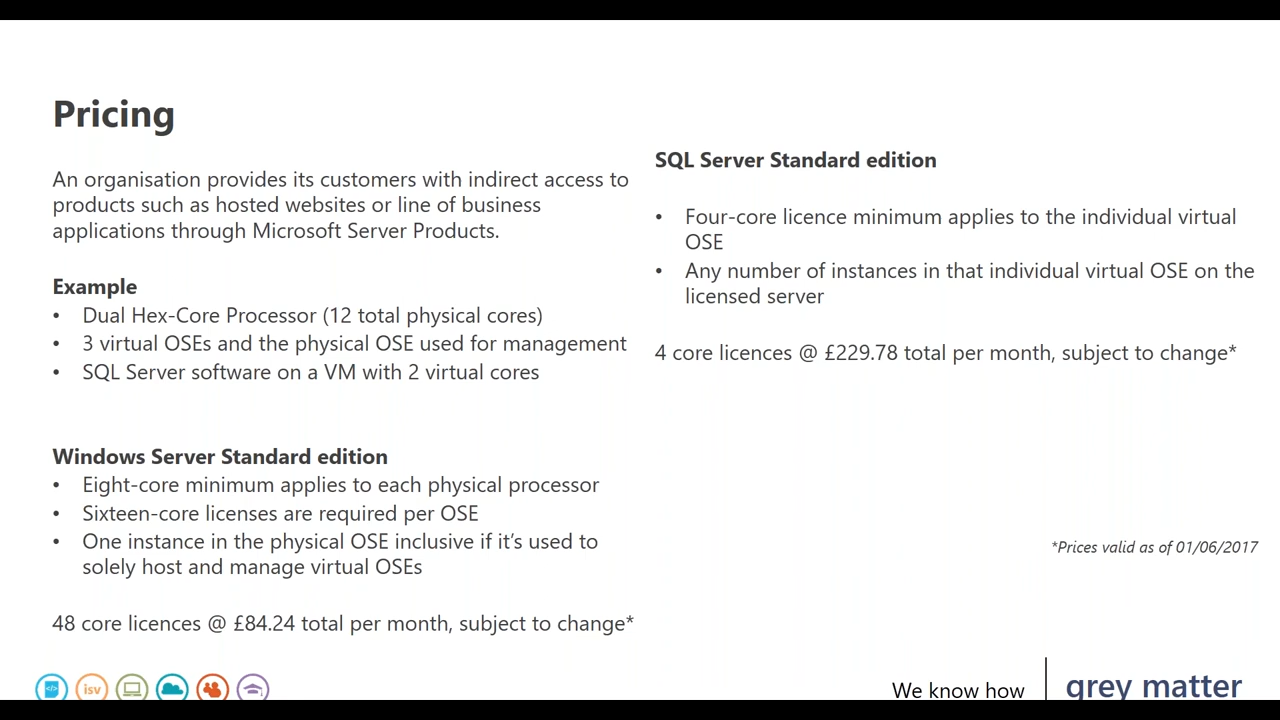 Pricing
An organisation provides its customers with indirect access to
products such as hosted websites or line of business
applications through Microsoft Server Products.
Example
• Dual Hex-Core Processor (12 total physical cores)
• 3 virtual OSEs and the physical OSE used for management
• SQL Server software on a VM with 2 virtual cores
Windows Server Standard edition
• Eight-core minimum applies to each physical processor
• Sixteen-core licenses are required per OSE
• One instance in the physical OSE inclusive if it's used to
solely host and manage virtual OSEs
48 core licences @ £84.24 total per month, subject to change*
SQL Server Standard edition
• Four-core licence minimum applies to the individual virtual
OSE
• Any number of instances in that individual virtual OSE on the
licensed server
4 core licences @ £229.78 total per month, subject to change*
*Prices valid as of 01/06/2017
</>
isv
We know how
grey matter